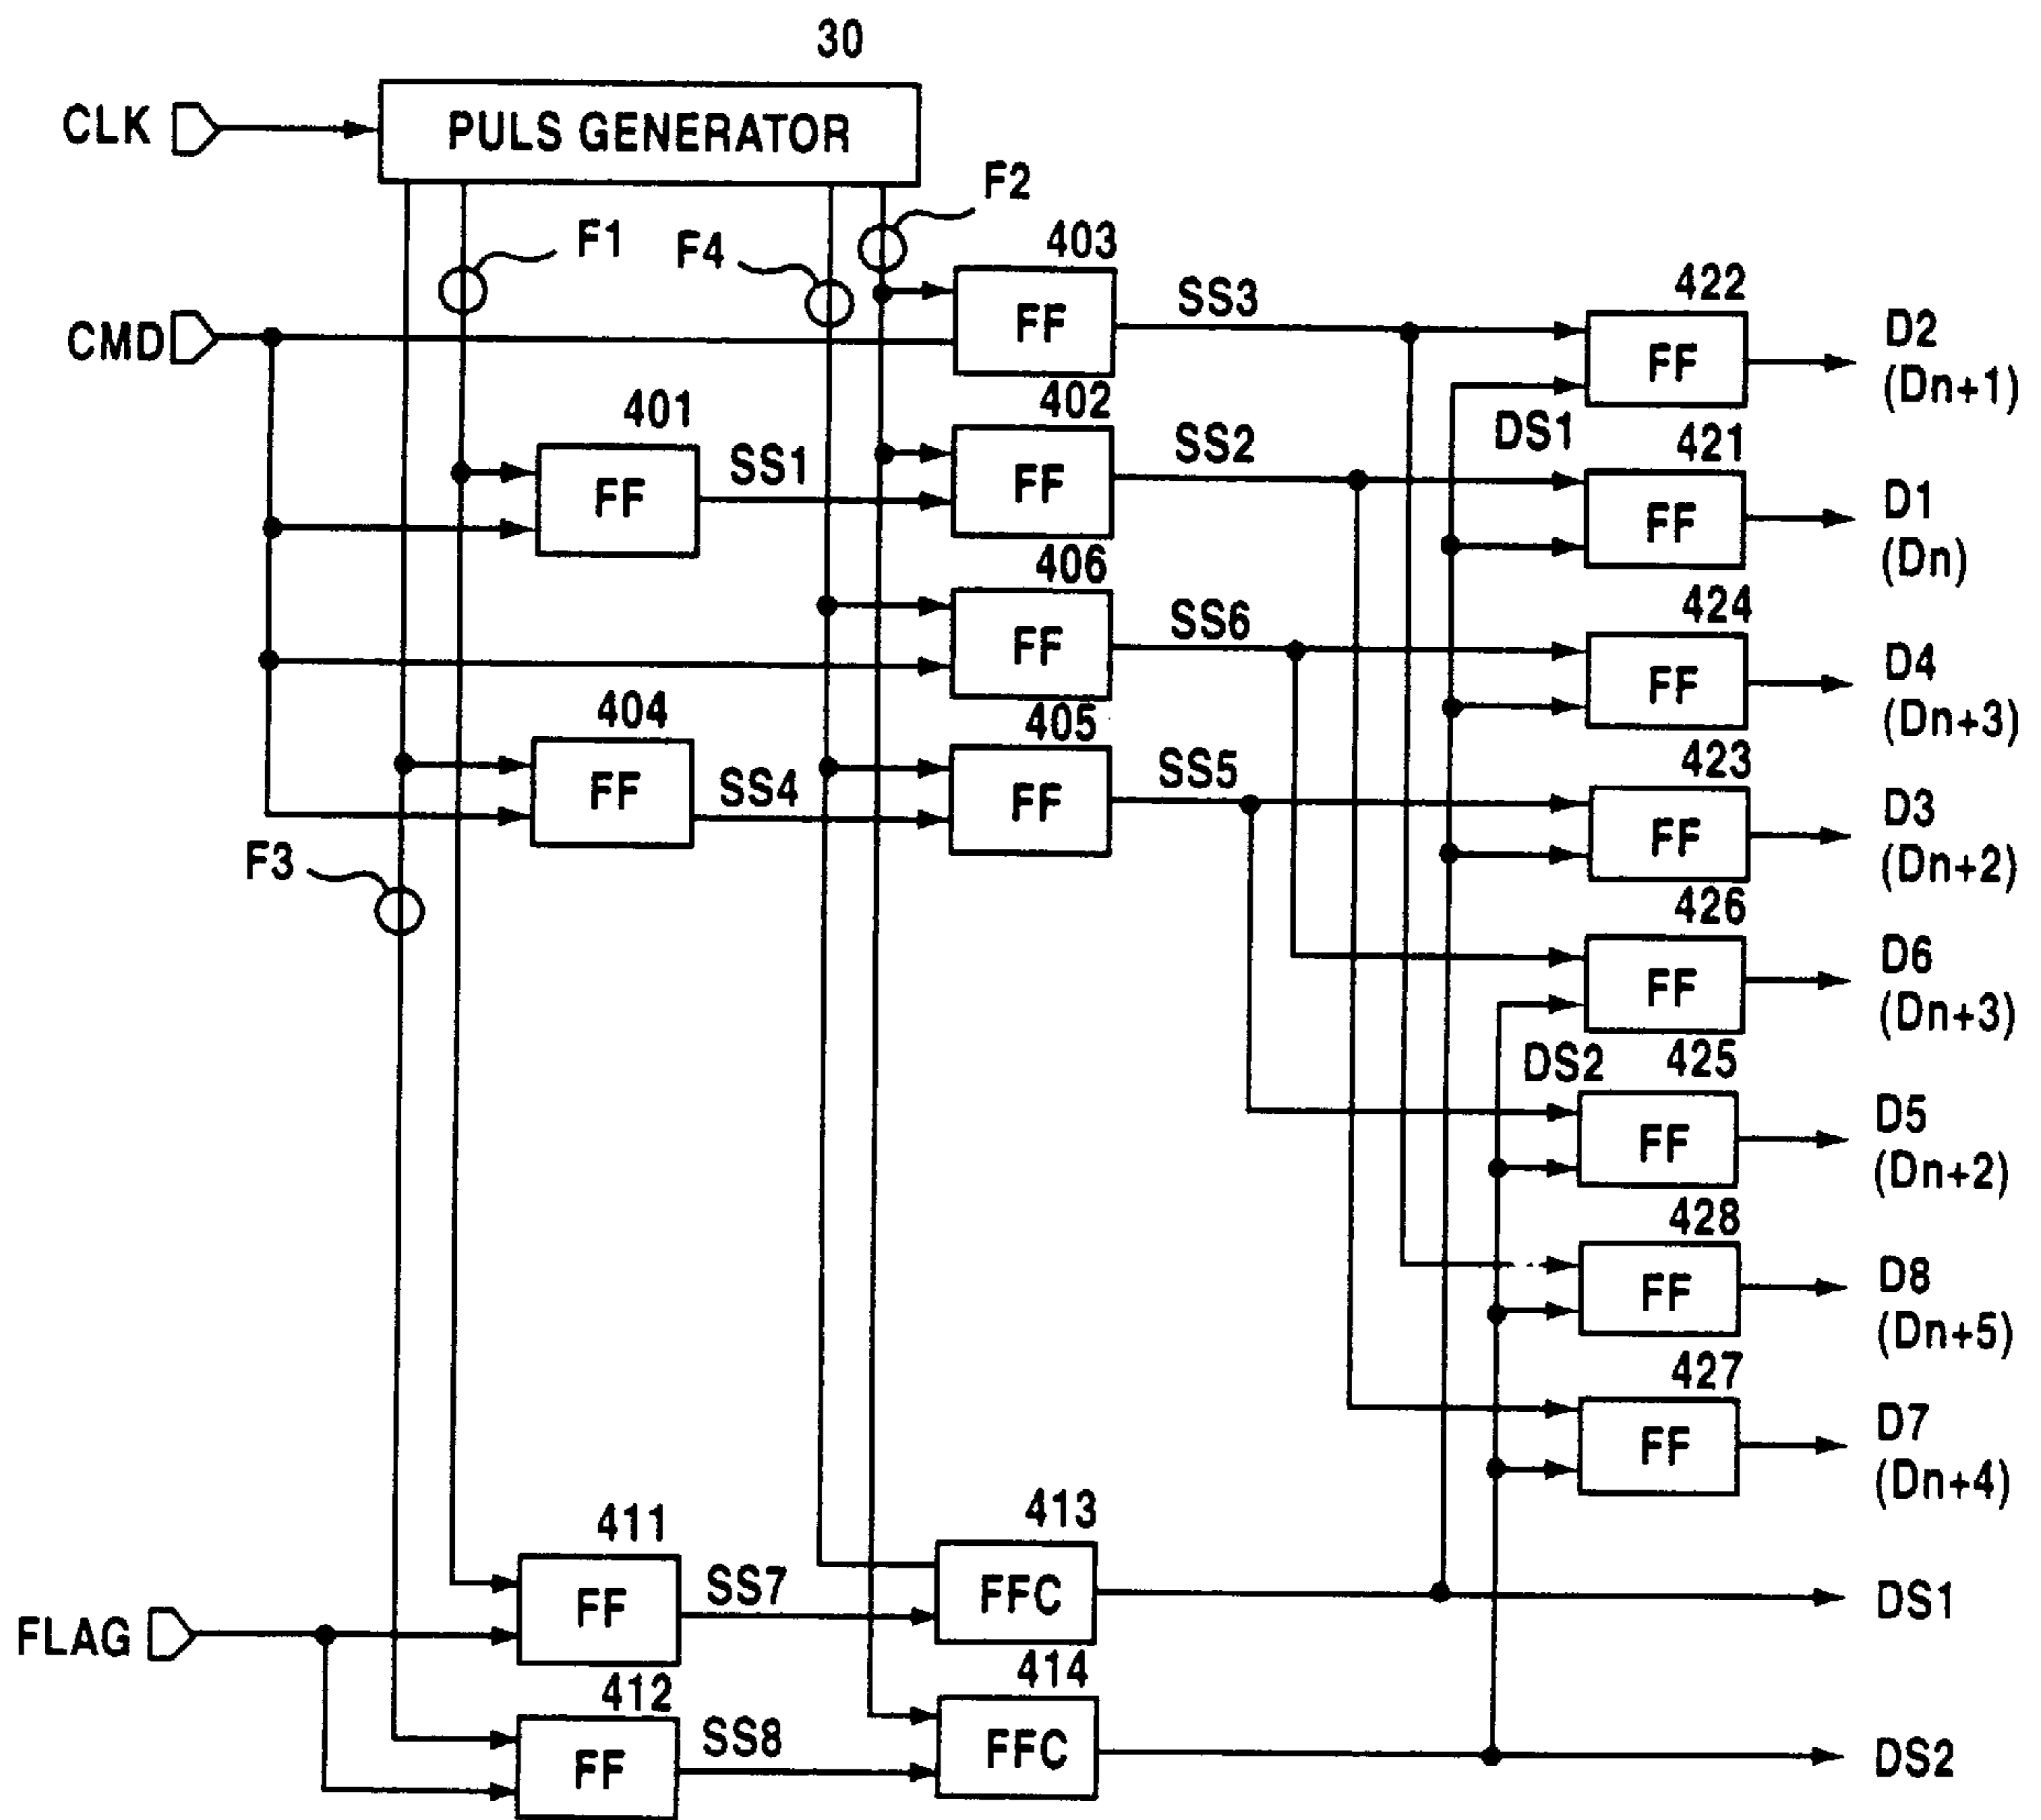 30
CLK
PULS GENERATOR
F2
F1
F4
403
422
CMD
FF
SS3
FF
D2
(Dn+1)
401
402
DS1
421
FF
SS1
FF
SS2
FF
D1
(Dn)
406
424
FF
SS6
FF
D4
(Dn+3)
404
405
423
FF
SS4
FF
SS5
FF
D3
(Dn+2)
F3
426
FF
D6
(Dn+3)
DS2
425
FF
D5
(Dn+2)
428
FF
D8
(Dn+5)
427
FF
D7
(Dn+4)
411
413
FLAG
FF
SS7
FFC
DS1
412
414
FF
SS8
FFC
DS2